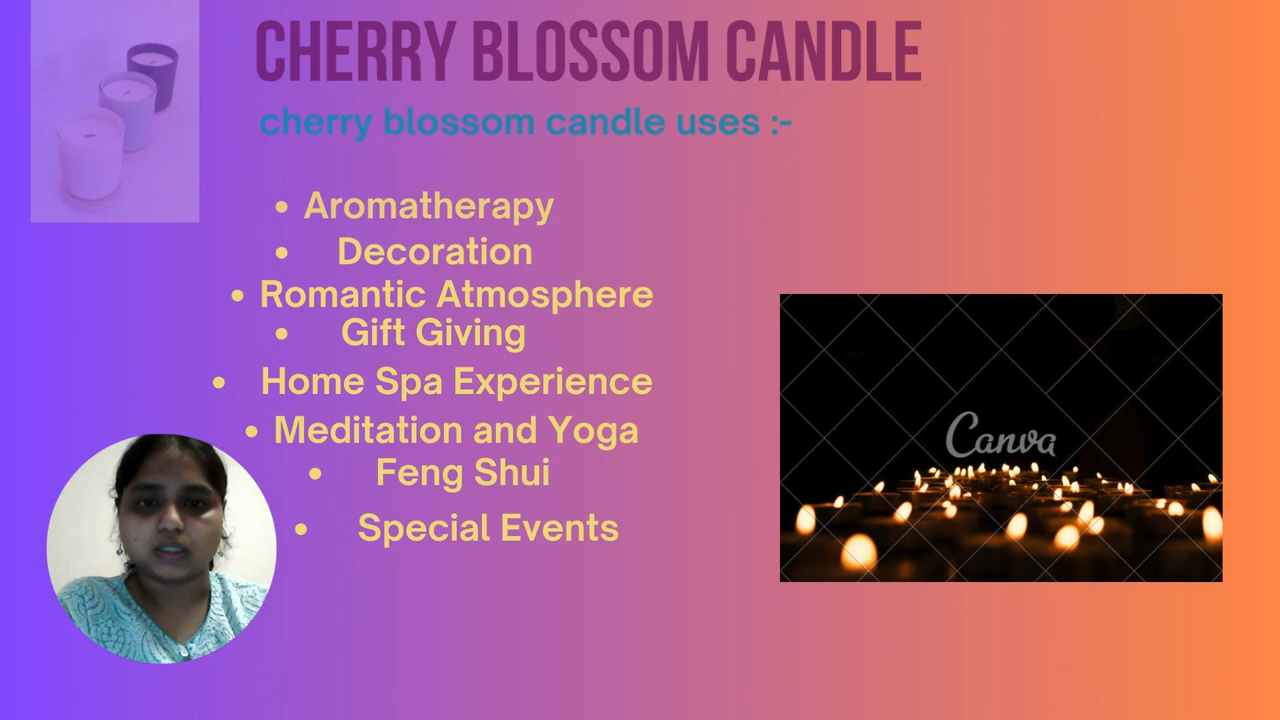 CHERRY BLOSSOM CANDLE
cherry blossom candle uses :-
• Aromatherapy
• Decoration
• Romantic Atmosphere
• Gift Giving
• Home Spa Experience
• Meditation and Yoga
• Feng Shui
• Special Events
Canva